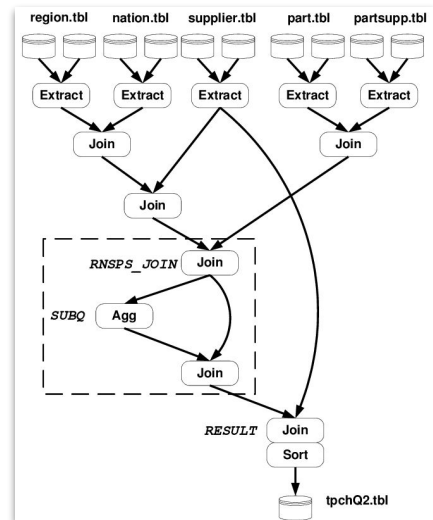 region.tbl nation.tbl supplier.tbl part.tbl partsupp.tbl
Extract Extract Extract Extract Extract
Join Join
Join
RNSPS_JOIN Join
SUBQ Agg
Join
RESULT Join
Sort
tpchQ2.tbl